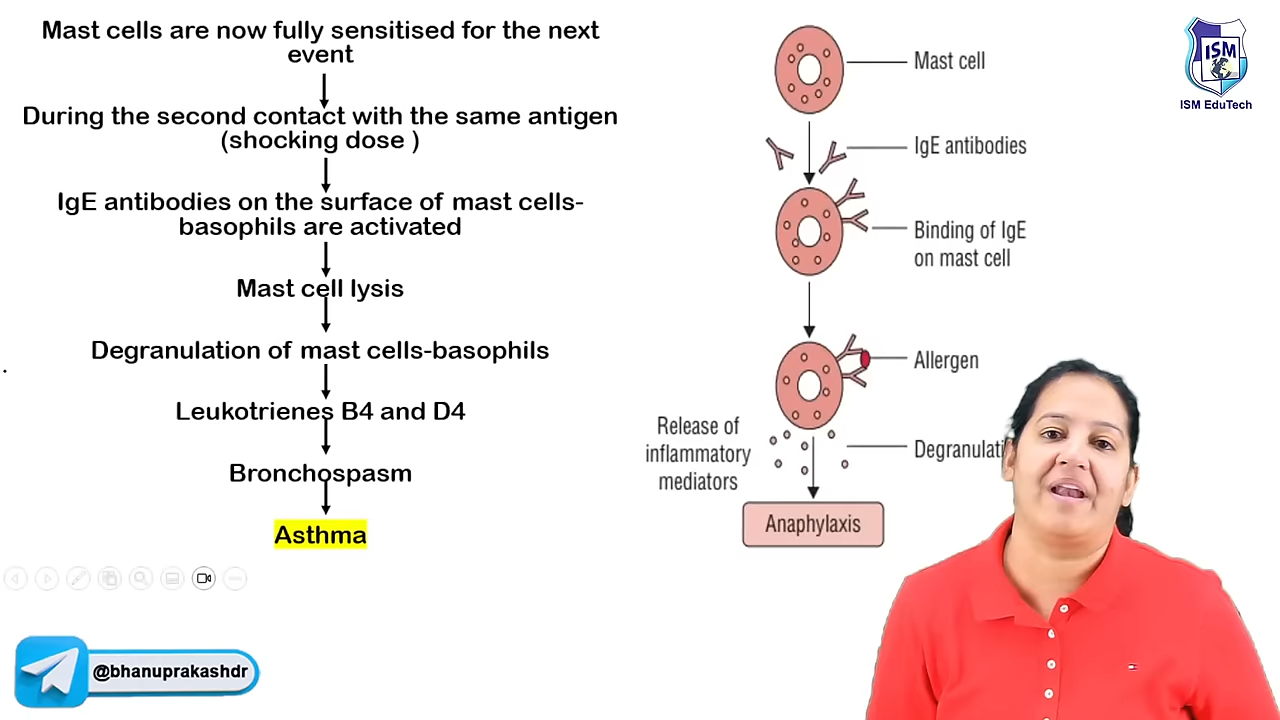 Mast cells are now fully sensitised for the next
event
During the second contact with the same antigen
(shocking dose )
IgE antibodies on the surface of mast cells-
basophils are activated
Mast cell lysis
Degranulation of mast cells-basophils
Leukotrienes B4 and D4
Bronchospasm
Asthma
Mast cell
IgE antibodies
Binding of IgE
on mast cell
Allergen
Release of
inflammatory
mediators
Degranulati
Anaphylaxis
ISM
ISM EduTech
@bhanuprakashdr